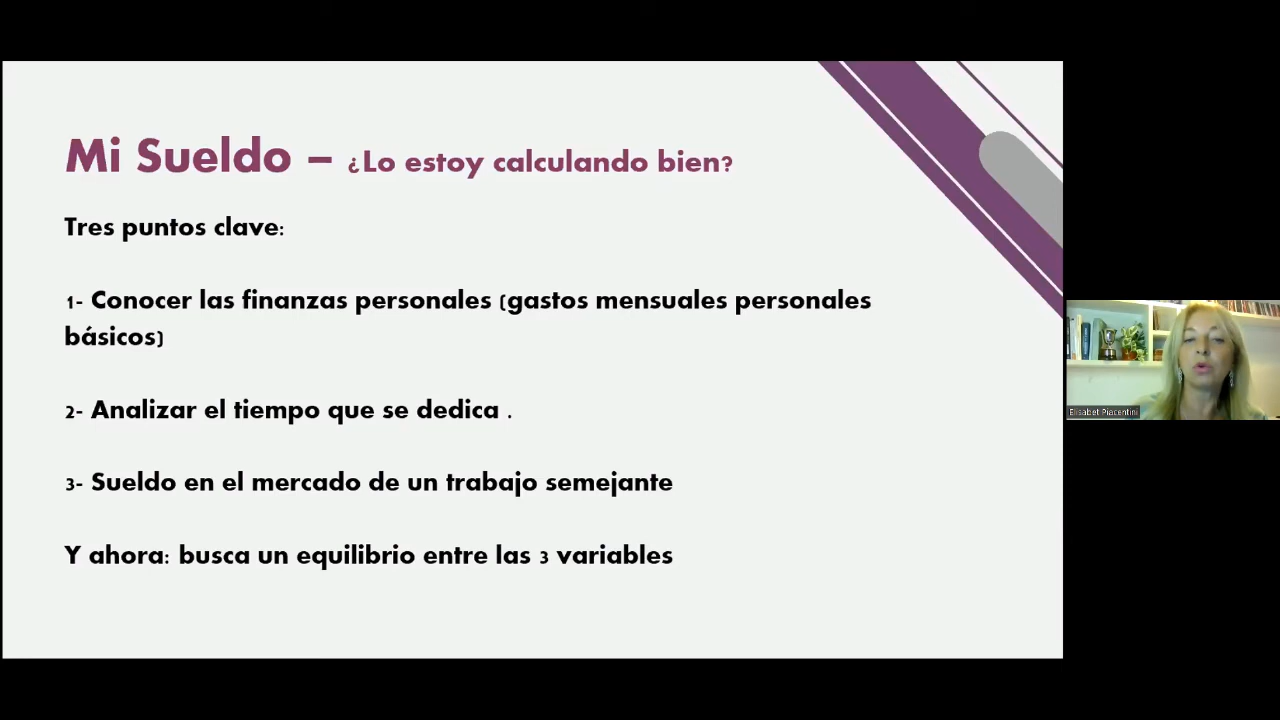 Mi Sueldo – ¿Lo estoy calculando bien?
Tres puntos clave:
1- Conocer las finanzas personales (gastos mensuales personales
básicos)
2- Analizar el tiempo que se dedica .
3- Sueldo en el mercado de un trabajo semejante
Y ahora: busca un equilibrio entre las 3 variables
Elisabet Piacentini